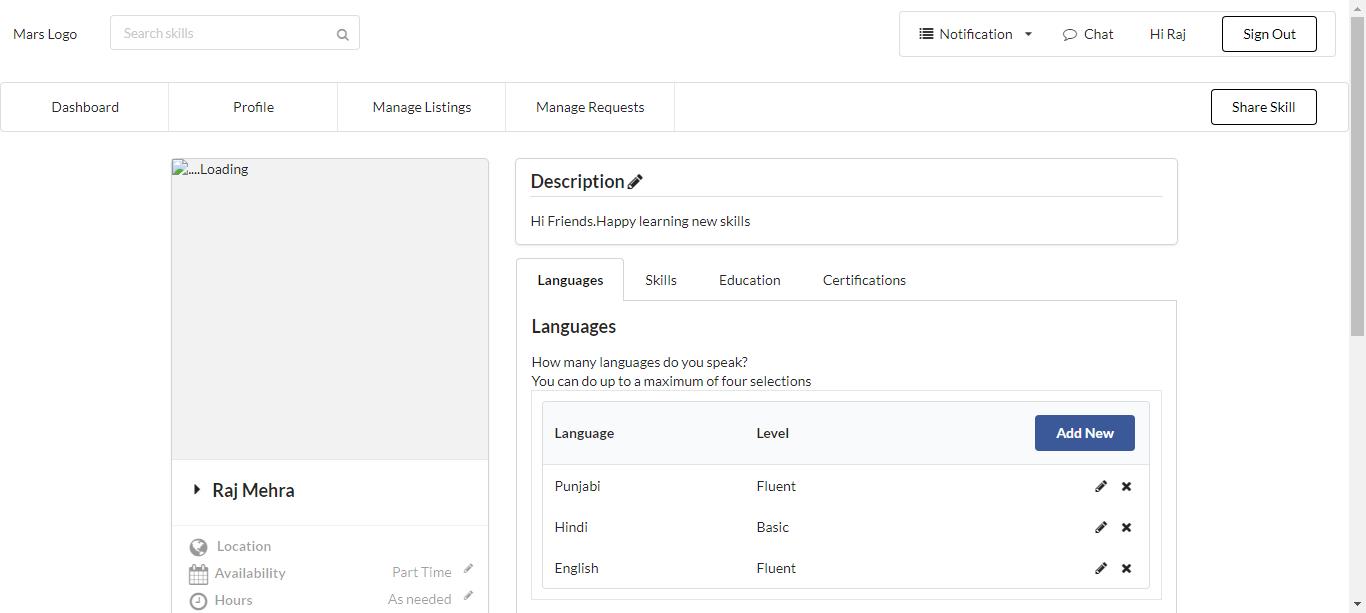 Mars Logo
Search skills
Notification
Chat
Hi Raj
Sign Out
Dashboard
Profile
Manage Listings
Manage Requests
Share Skill
....Loading
Raj Mehra
Location
Availability Part Time
Hours As needed
Description
Hi Friends.Happy learning new skills
Languages Skills Education Certifications
Languages
How many languages do you speak?
You can do up to a maximum of four selections
Language Level Add New
Punjabi Fluent
Hindi Basic
English Fluent